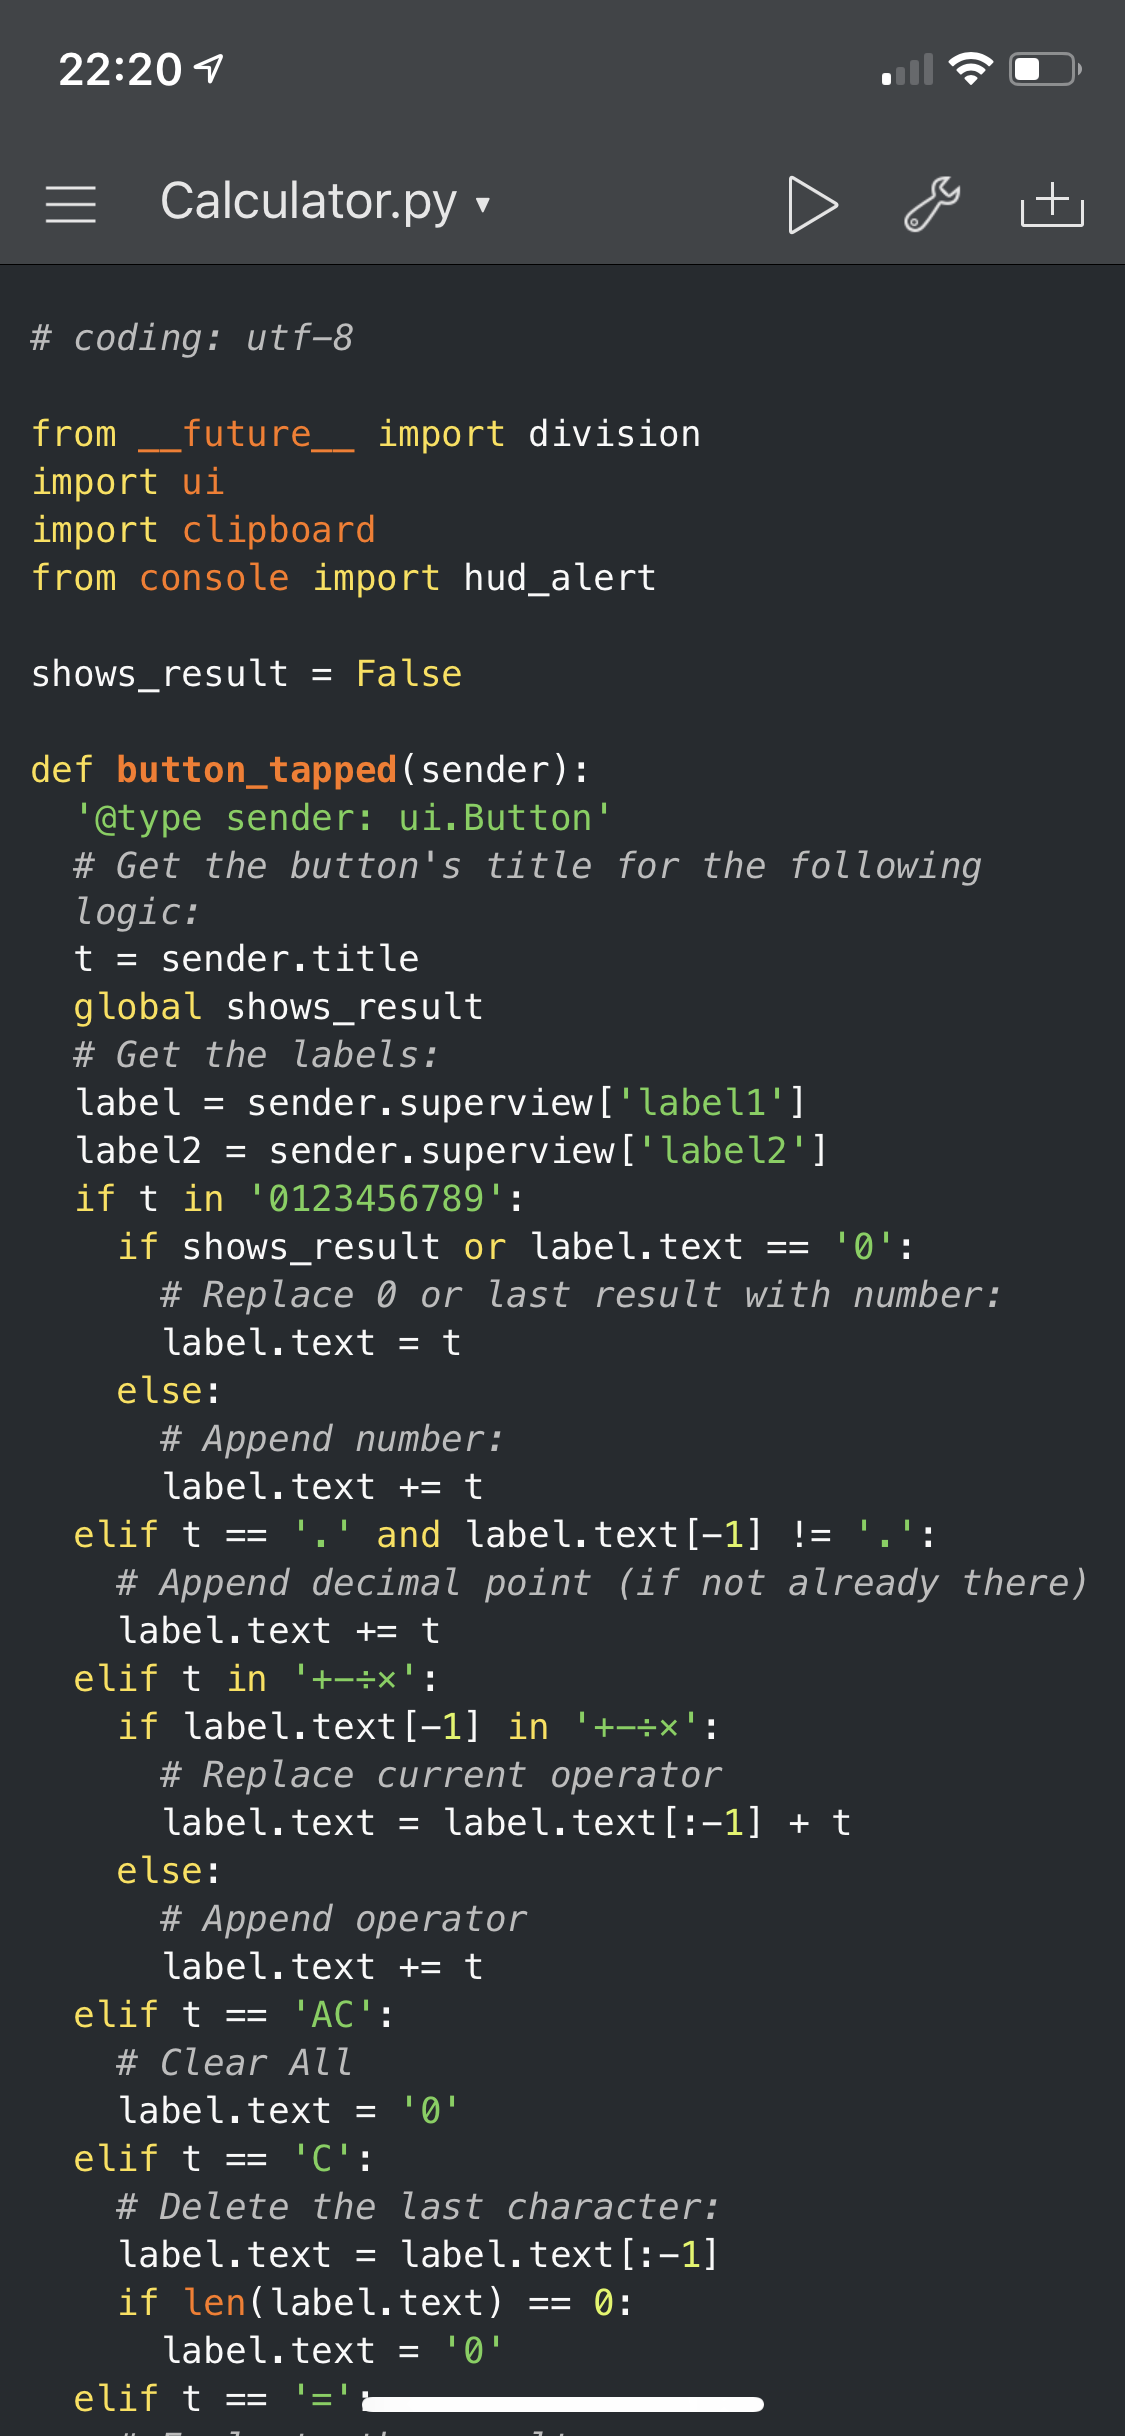 22:20
Calculator.py ▾
# coding: utf-8
from __future__ import division
import ui
import clipboard
from console import hud_alert
shows_result = False
def button_tapped(sender):
  '@type sender: ui.Button'
  # Get the button's title for the following
  logic:
  t = sender.title
  global shows_result
  # Get the labels:
  label = sender.superview['label1']
  label2 = sender.superview['label2']
  if t in '0123456789':
    if shows_result or label.text == '0':
      # Replace 0 or last result with number:
      label.text = t
    else:
      # Append number:
      label.text += t
  elif t == '.' and label.text[-1] != '.':
    # Append decimal point (if not already there)
    label.text += t
  elif t in '+-÷×':
    if label.text[-1] in '+-÷×':
      # Replace current operator
      label.text = label.text[:-1] + t
    else:
      # Append operator
      label.text += t
  elif t == 'AC':
    # Clear All
    label.text = '0'
  elif t == 'C':
    # Delete the last character:
    label.text = label.text[:-1]
    if len(label.text) == 0:
      label.text = '0'
  elif t == '=':